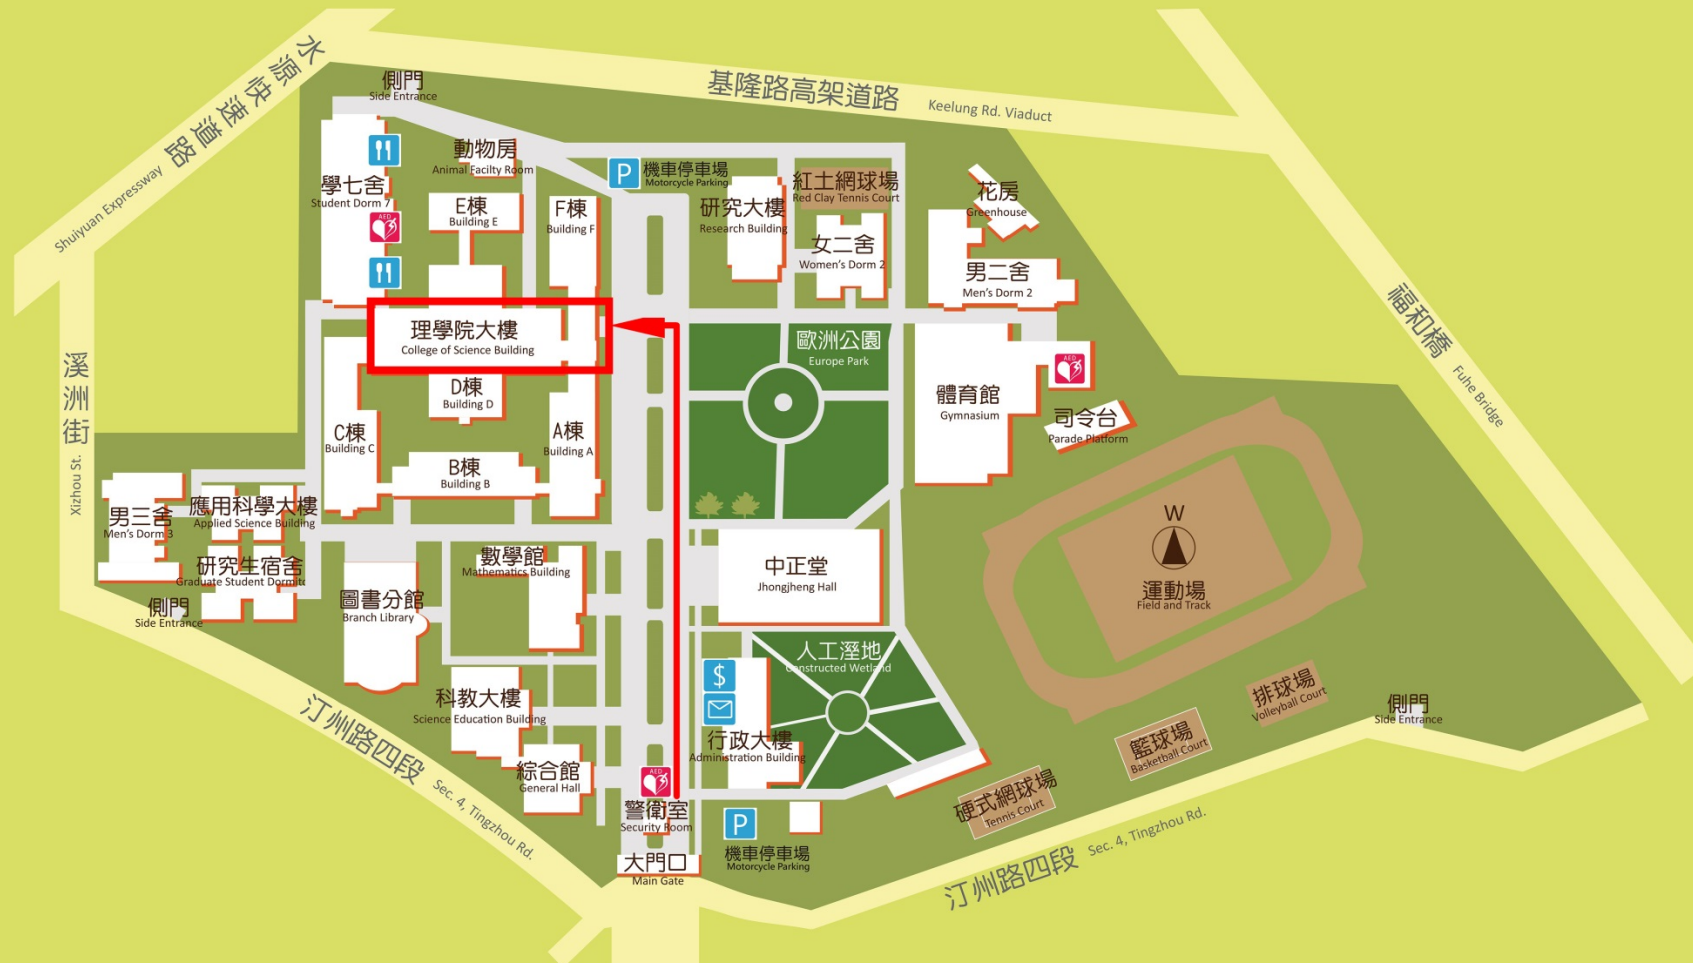 水源快速道路
Shuiyuan Expressway
側門
Side Entrance
基隆路高架道路
Keelung Rd. Viaduct
動物房
Animal Facilty Room
P
機車停車場
Motorcycle Parking
學七舍
Student Dorm 7
AED
E棟
Building E
F棟
Building F
研究大樓
Research Building
紅土網球場
Red Clay Tennis Court
花房
Greenhouse
女二舍
Women's Dorm 2
男二舍
Men's Dorm 2
福和橋
Fuhe Bridge
理學院大樓
College of Science Building
歐洲公園
Europe Park
AED
溪洲街
Xizhou St.
D棟
Building D
體育館
Gymnasium
司令台
Parade Platform
C棟
Building C
A棟
Building A
B棟
Building B
男三舍
Men's Dorm 3
應用科學大樓
Applied Science Building
W
數學館
Mathematics Building
中正堂
Jhongjheng Hall
運動場
Field and Track
研究生宿舍
Graduate Student Dormito
圖書分館
Branch Library
側門
Side Entrance
人工溼地
Constructed Wetland
$
科教大樓
Science Education Building
排球場
Volleyball Court
側門
Side Entrance
行政大樓
Administration Building
籃球場
Basketball Court
汀州路四段
Sec. 4, Tingzhou Rd.
綜合館
General Hall
AED
硬式網球場
Tennis Court
警衛室
Security Room
P
機車停車場
Motorcycle Parking
大門口
Main Gate
汀州路四段
Sec. 4, Tingzhou Rd.